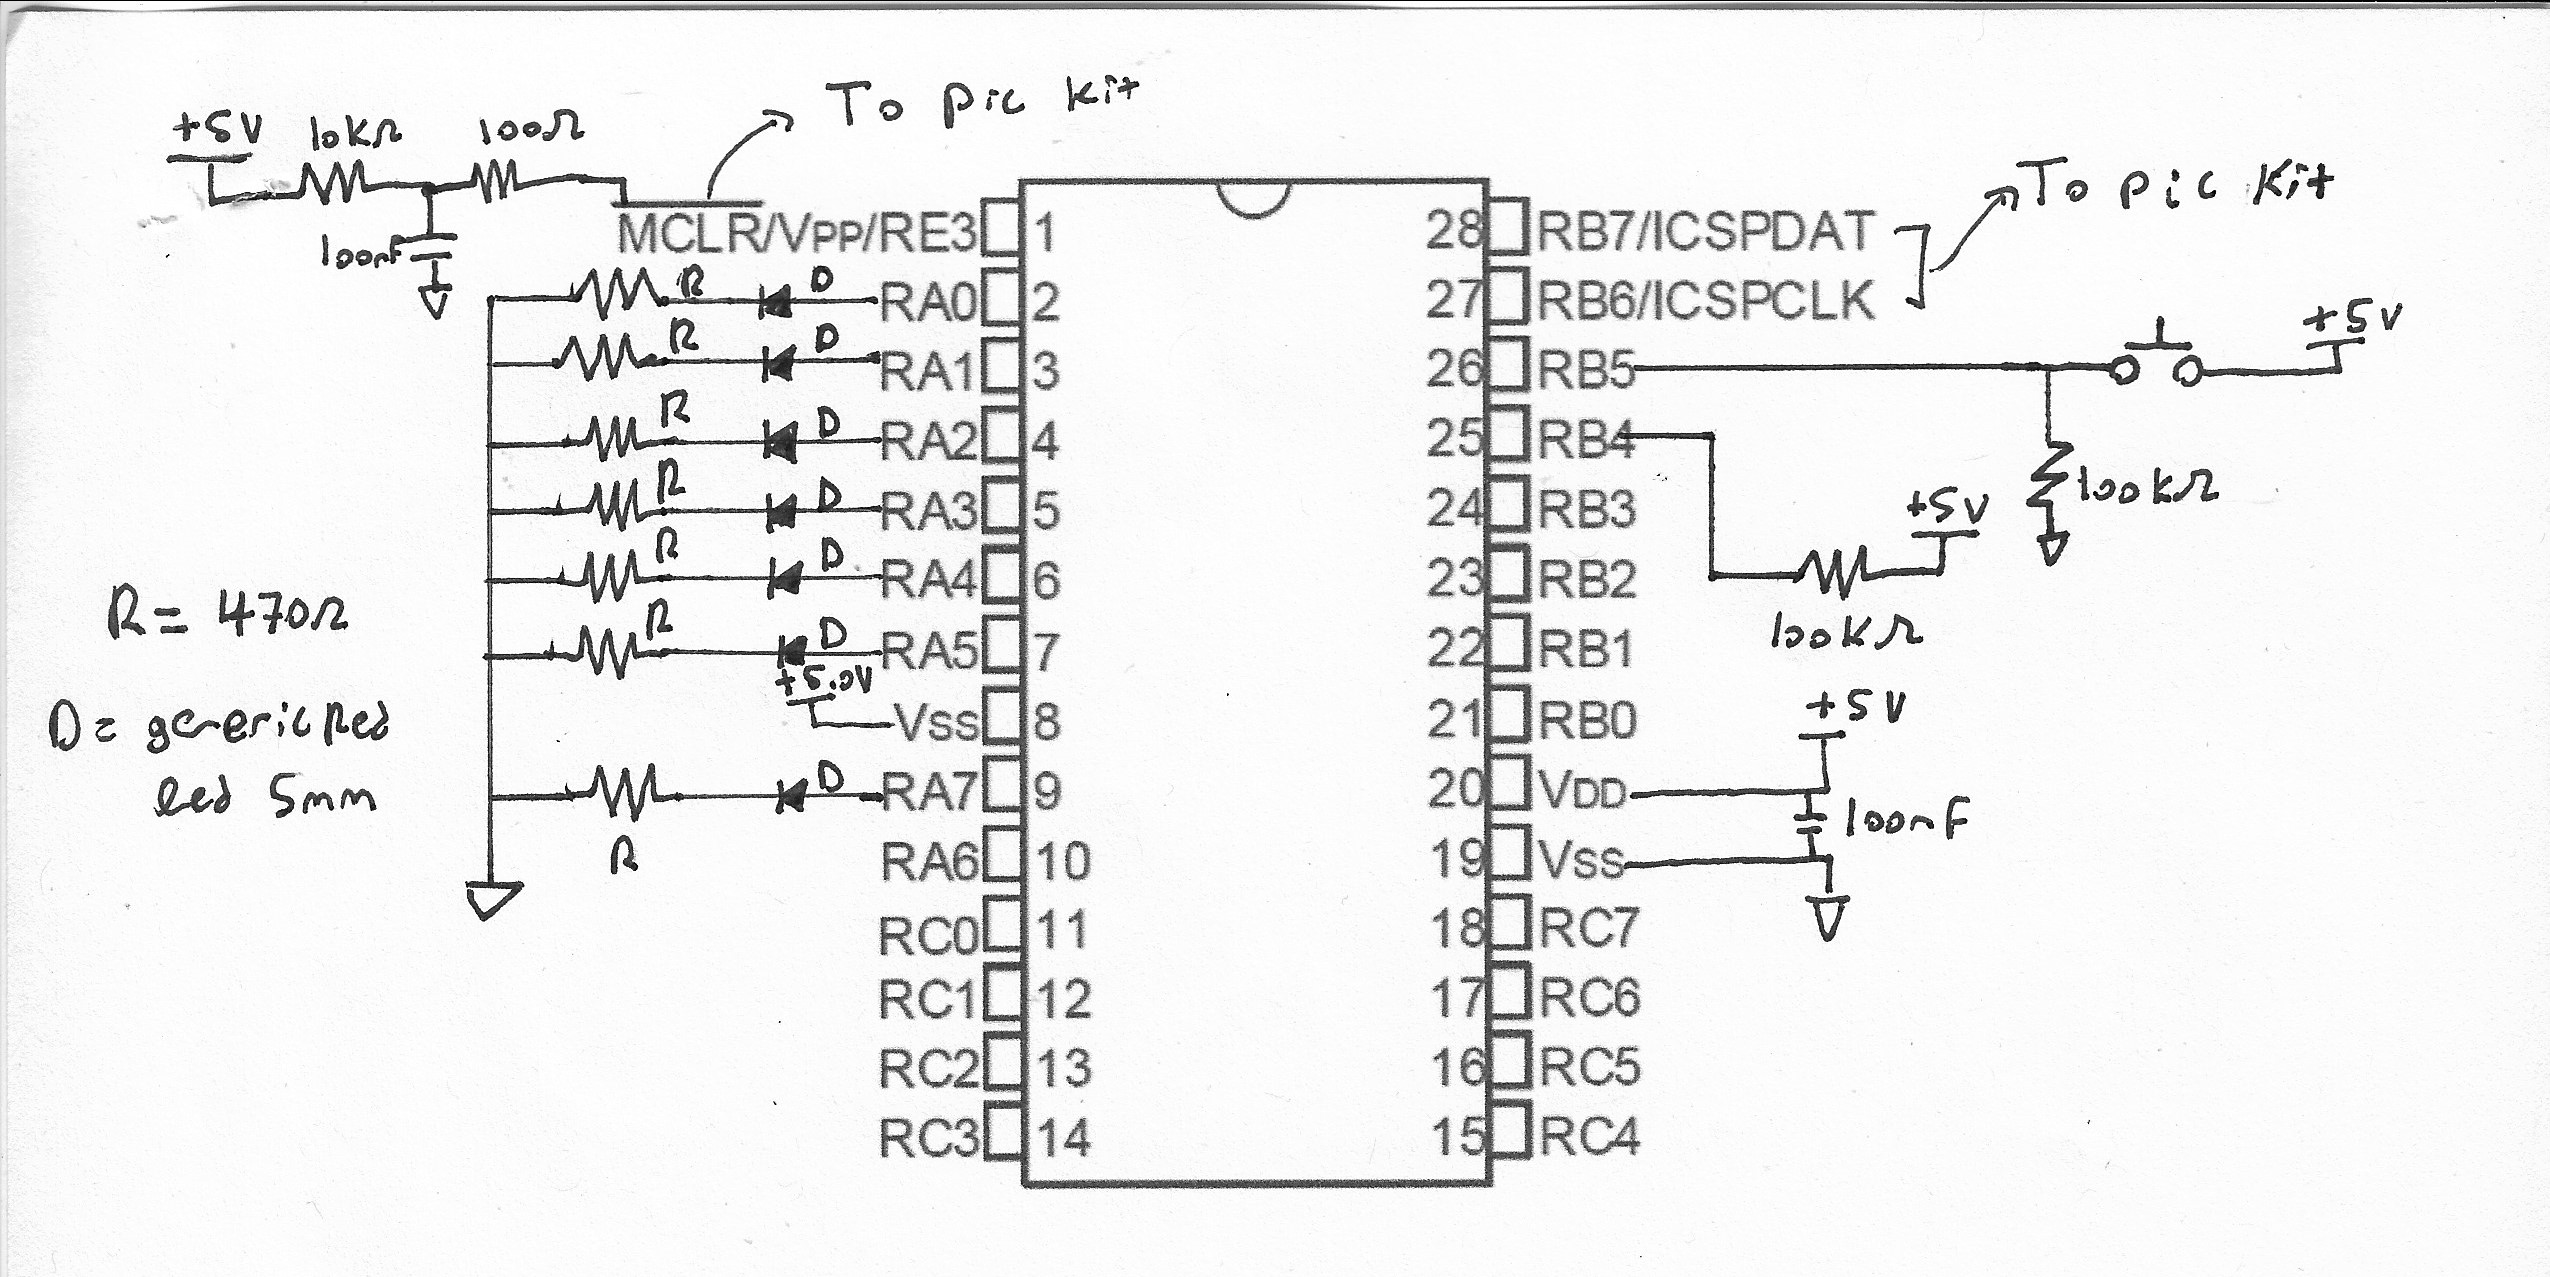 To pic kit
+5V 10KΩ 100Ω
100nF
To pic kit
MCLR/VPP/RE3 1
R D RA0 2
R D RA1 3
R D RA2 4
R D RA3 5
R D RA4 6
R D RA5 7
+5.0V
VSS 8
D RA7 9
R
RA6 10
RC0 11
RC1 12
RC2 13
RC3 14
R= 470Ω
D= generic Red
led 5mm
28 RB7/ICSPDAT
27 RB6/ICSPCLK
+5V
26 RB5
25 RB4
100KΩ
24 RB3
+5V
23 RB2
100KΩ
22 RB1
21 RB0
+5V
20 VDD
100nF
19 VSS
18 RC7
17 RC6
16 RC5
15 RC4